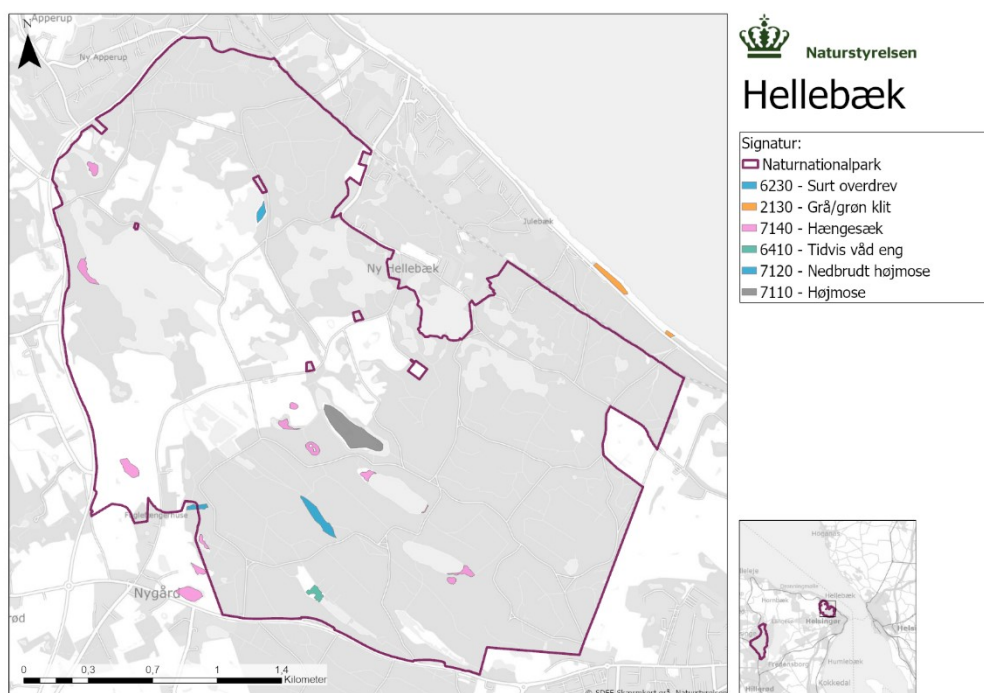 Apperup
N
Ny Apperup
Julebæk
Ny Hellebæk
Nygård
rød
0 0,3 0,7 1 1,4
Kilometer
Naturstyrelsen
Hellebæk
Signatur:
Naturnationalpark
6230 - Surt overdrev
2130 - Grå/grøn klit
7140 - Hængesæk
6410 - Tidvis våd eng
7120 - Nedbrudt højmose
7110 - Højmose
Hellebæk
Helsingør
Humlebæk
Fredensborg
Kokkedal
Hillerød